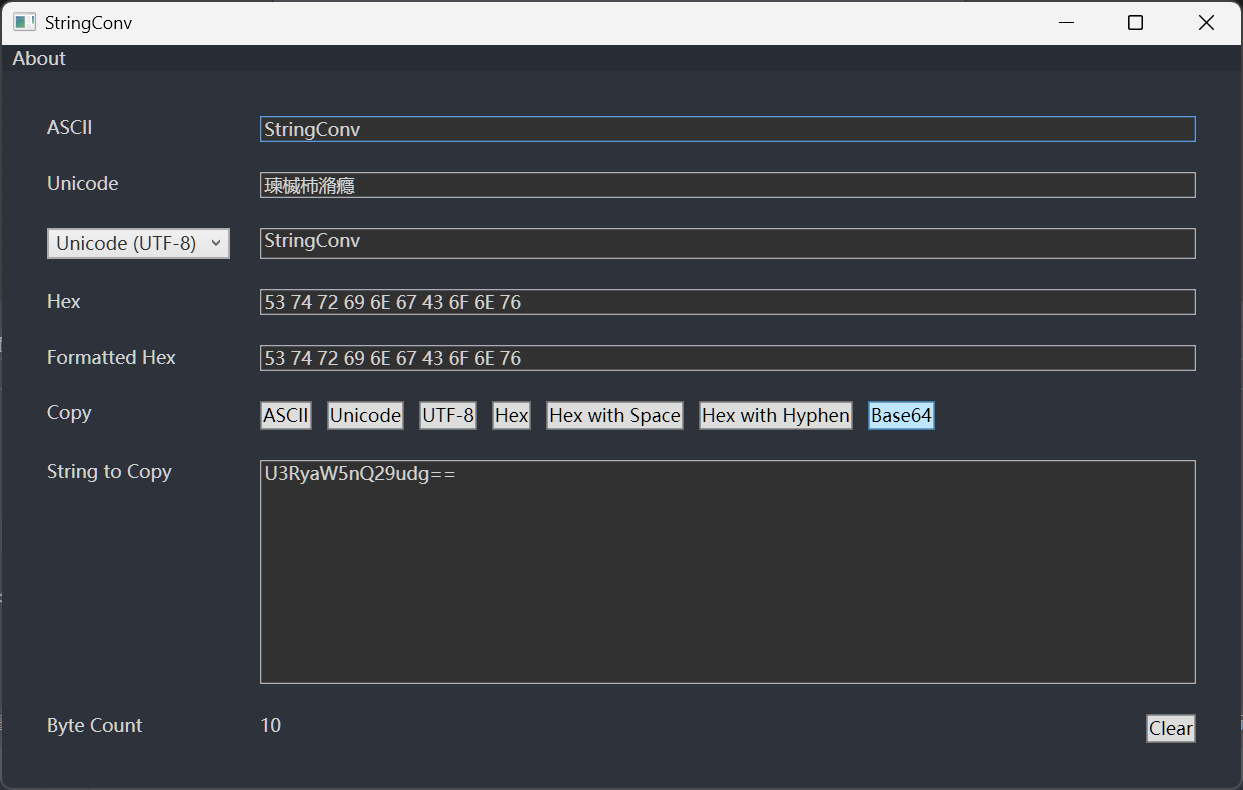 StringConv
About
ASCII
StringConv
Unicode
瑓楲杮潃癮
Unicode (UTF-8)
StringConv
Hex
53 74 72 69 6E 67 43 6F 6E 76
Formatted Hex
53 74 72 69 6E 67 43 6F 6E 76
Copy
ASCII Unicode UTF-8 Hex Hex with Space Hex with Hyphen Base64
String to Copy
U3RyaW5nQ29udg==
Byte Count
10
Clear